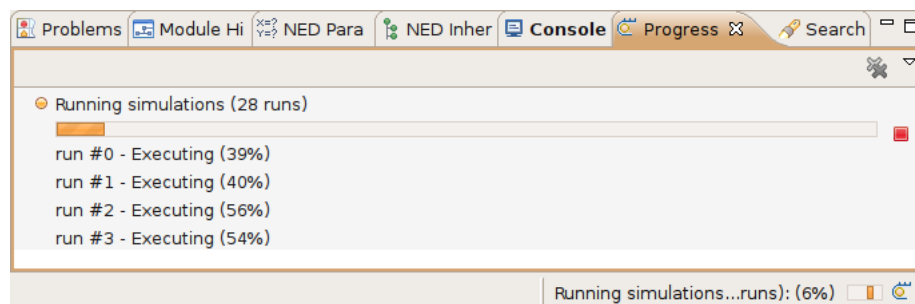 Problems Module Hi NED Para NED Inher Console Progress Search
Running simulations (28 runs)
run #0 - Executing (39%)
run #1 - Executing (40%)
run #2 - Executing (56%)
run #3 - Executing (54%)
Running simulations...runs): (6%)